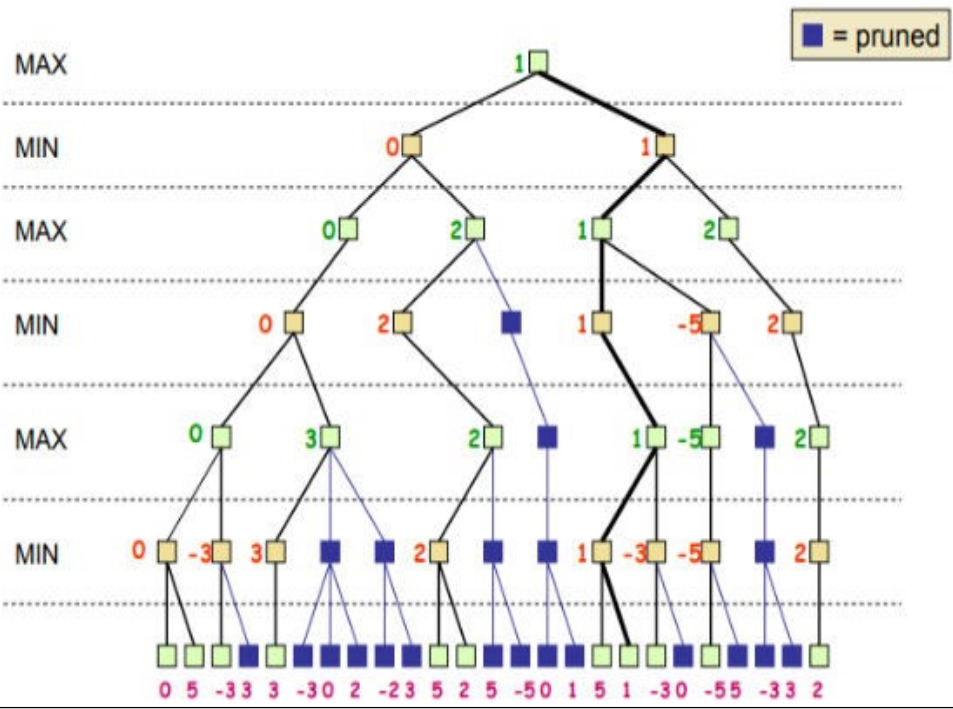 = pruned
MAX 1
MIN 0 1
MAX 0 2 1 2
MIN 0 2 1 -5 2
MAX 0 3 2 1 -5 2
MIN 0 -3 3 2 1 -3 -5 2
0 5 -3 3 3 -3 0 2 -2 3 5 2 5 -5 0 1 5 1 -3 0 -5 5 -3 3 2